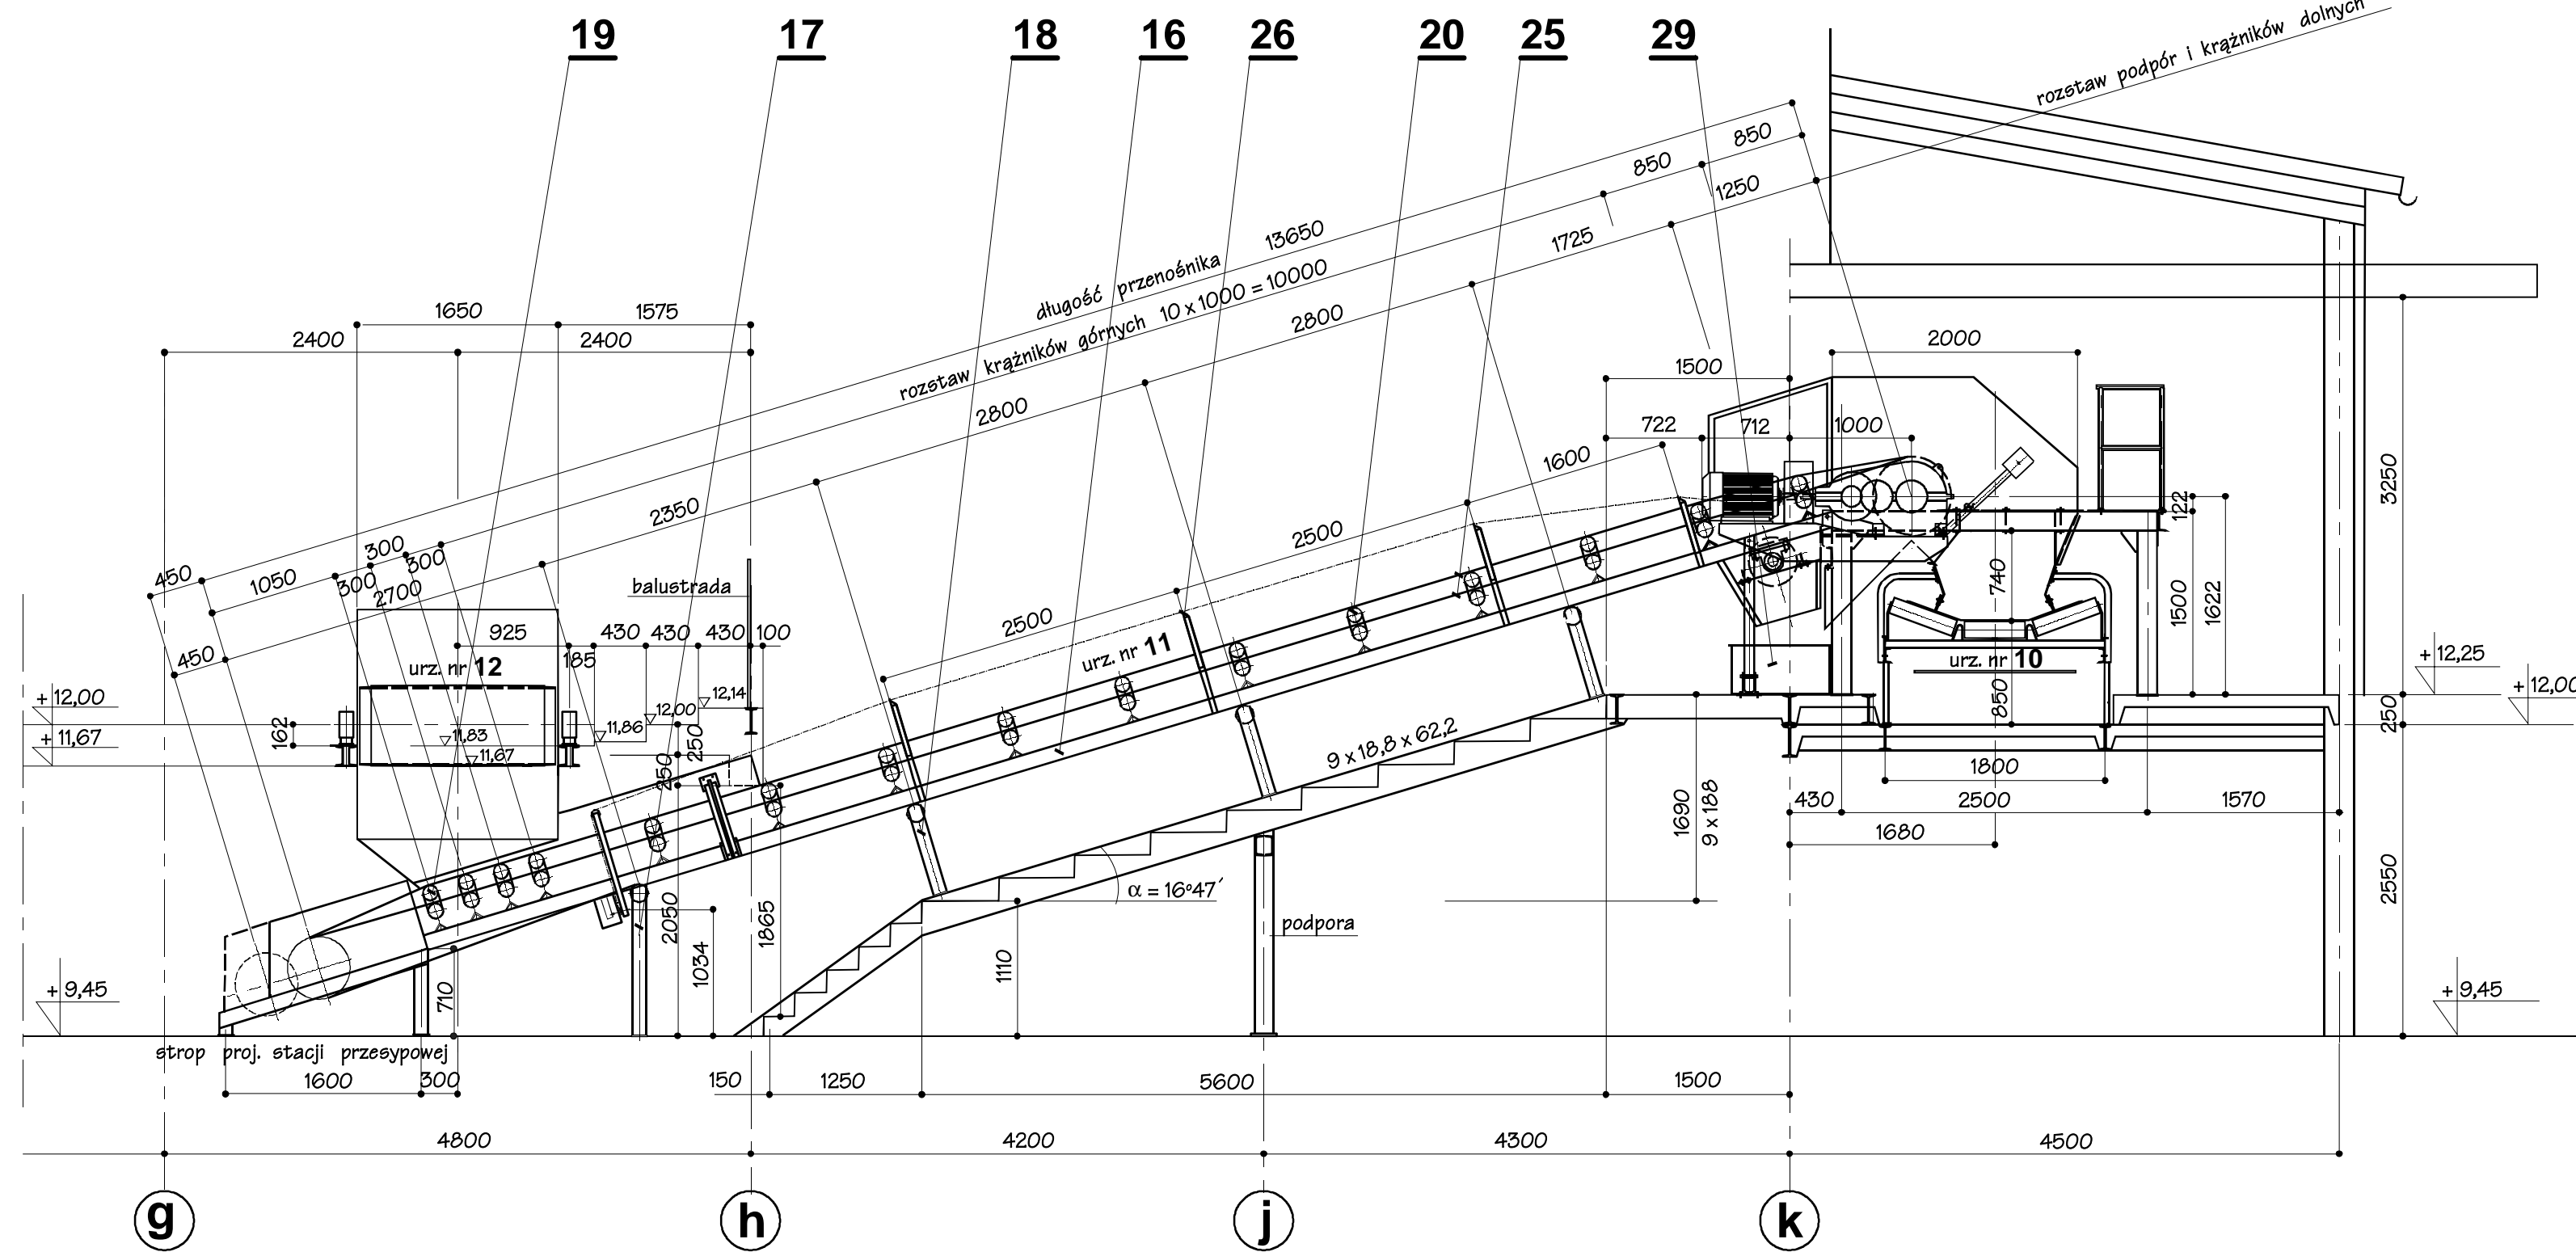 19 17 18 16 26 20 25 29
rozstaw podpór i krążników dolnych
850
850
1250
13650
długość przenośnika
1725
rozstaw krążników górnych 10 x 1000 = 10000
2800
1650 1575
2400 2400
2000
1500
2800
722 712 1000
1600
3250
2350
2500
122
300
300
450
1050
300
2700
740
balustrada
1500
1622
2500
925 430 430 430 100
185
450
urz. nr 12
urz. nr 11
urz. nr 10
+ 12,25
+ 12,00
12,14
12,00
11,86
11,83
11,67
162
+ 11,67
250
250
850
250
+ 12,00
9 x 18,8 x 62,2
1800
430 2500 1570
1690
9 x 188
1680
2550
α = 16°47´
podpora
2050
1034
1865
1110
710
+ 9,45
+ 9,45
strop proj. stacji przesypowej
1600 300
150 1250 5600 1500
4800 4200 4300 4500
g h j k